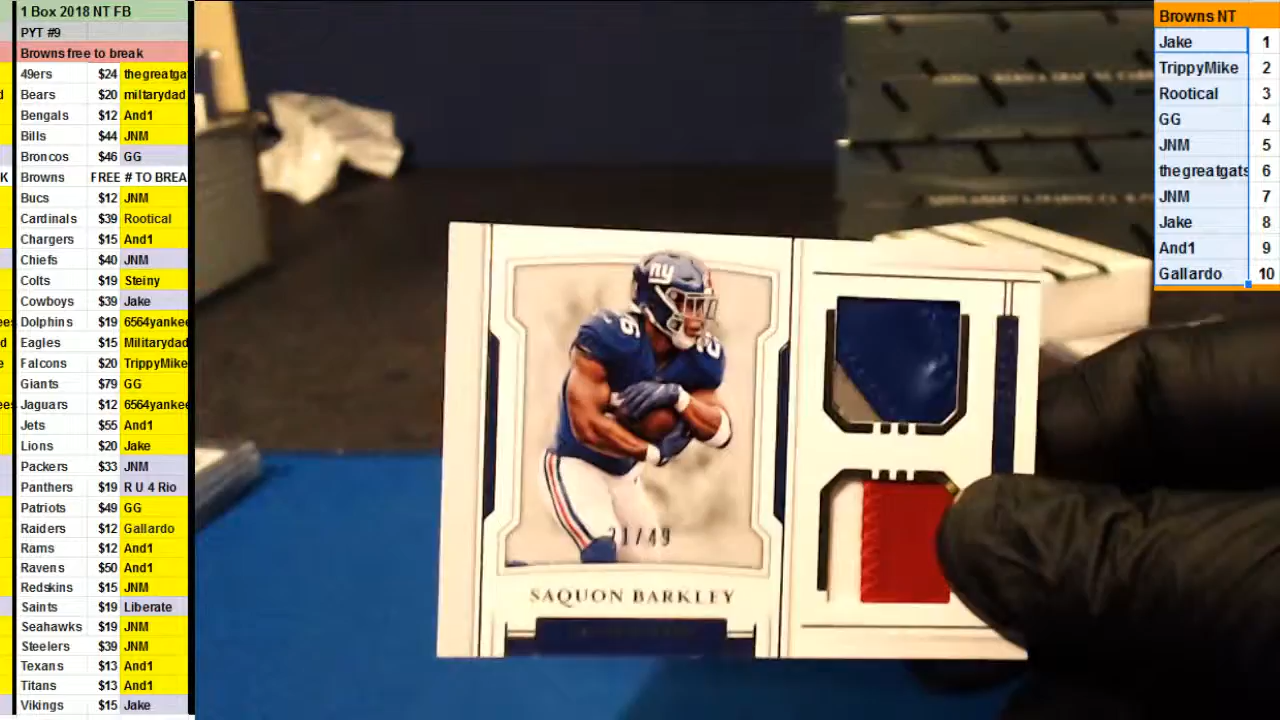 1 Box 2018 NT FB
PYT #9
Browns free to break
49ers $24 thegreatga
Bears $20 miltarydad
Bengals $12 And1
Bills $44 JNM
Broncos $46 GG
Browns FREE # TO BREA
Bucs $12 JNM
Cardinals $39 Rootical
Chargers $15 And1
Chiefs $40 JNM
Colts $19 Steiny
Cowboys $39 Jake
Dolphins $19 6564yankee
Eagles $15 Militarydad
Falcons $20 TrippyMike
Giants $79 GG
Jaguars $12 6564yankee
Jets $55 And1
Lions $20 Jake
Packers $33 JNM
Panthers $19 R U 4 Rio
Patriots $49 GG
Raiders $12 Gallardo
Rams $12 And1
Ravens $50 And1
Redskins $15 JNM
Saints $19 Liberate
Seahawks $19 JNM
Steelers $39 JNM
Texans $13 And1
Titans $13 And1
Vikings $15 Jake
ny
26
21/49
SAQUON BARKLEY
Browns NT
Jake 1
TrippyMike 2
Rootical 3
GG 4
JNM 5
thegreatgats 6
JNM 7
Jake 8
And1 9
Gallardo 10